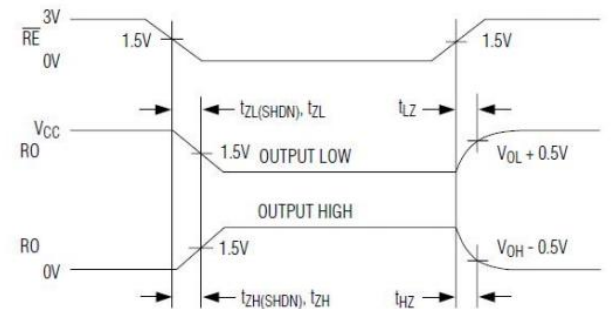 3V
RE
1.5V
1.5V
0V
tZL(SHDN), tZL
tLZ
VCC
RO
1.5V
OUTPUT LOW
VOL + 0.5V
OUTPUT HIGH
RO
1.5V
VOH - 0.5V
0V
tZH(SHDN), tZH
tHZ